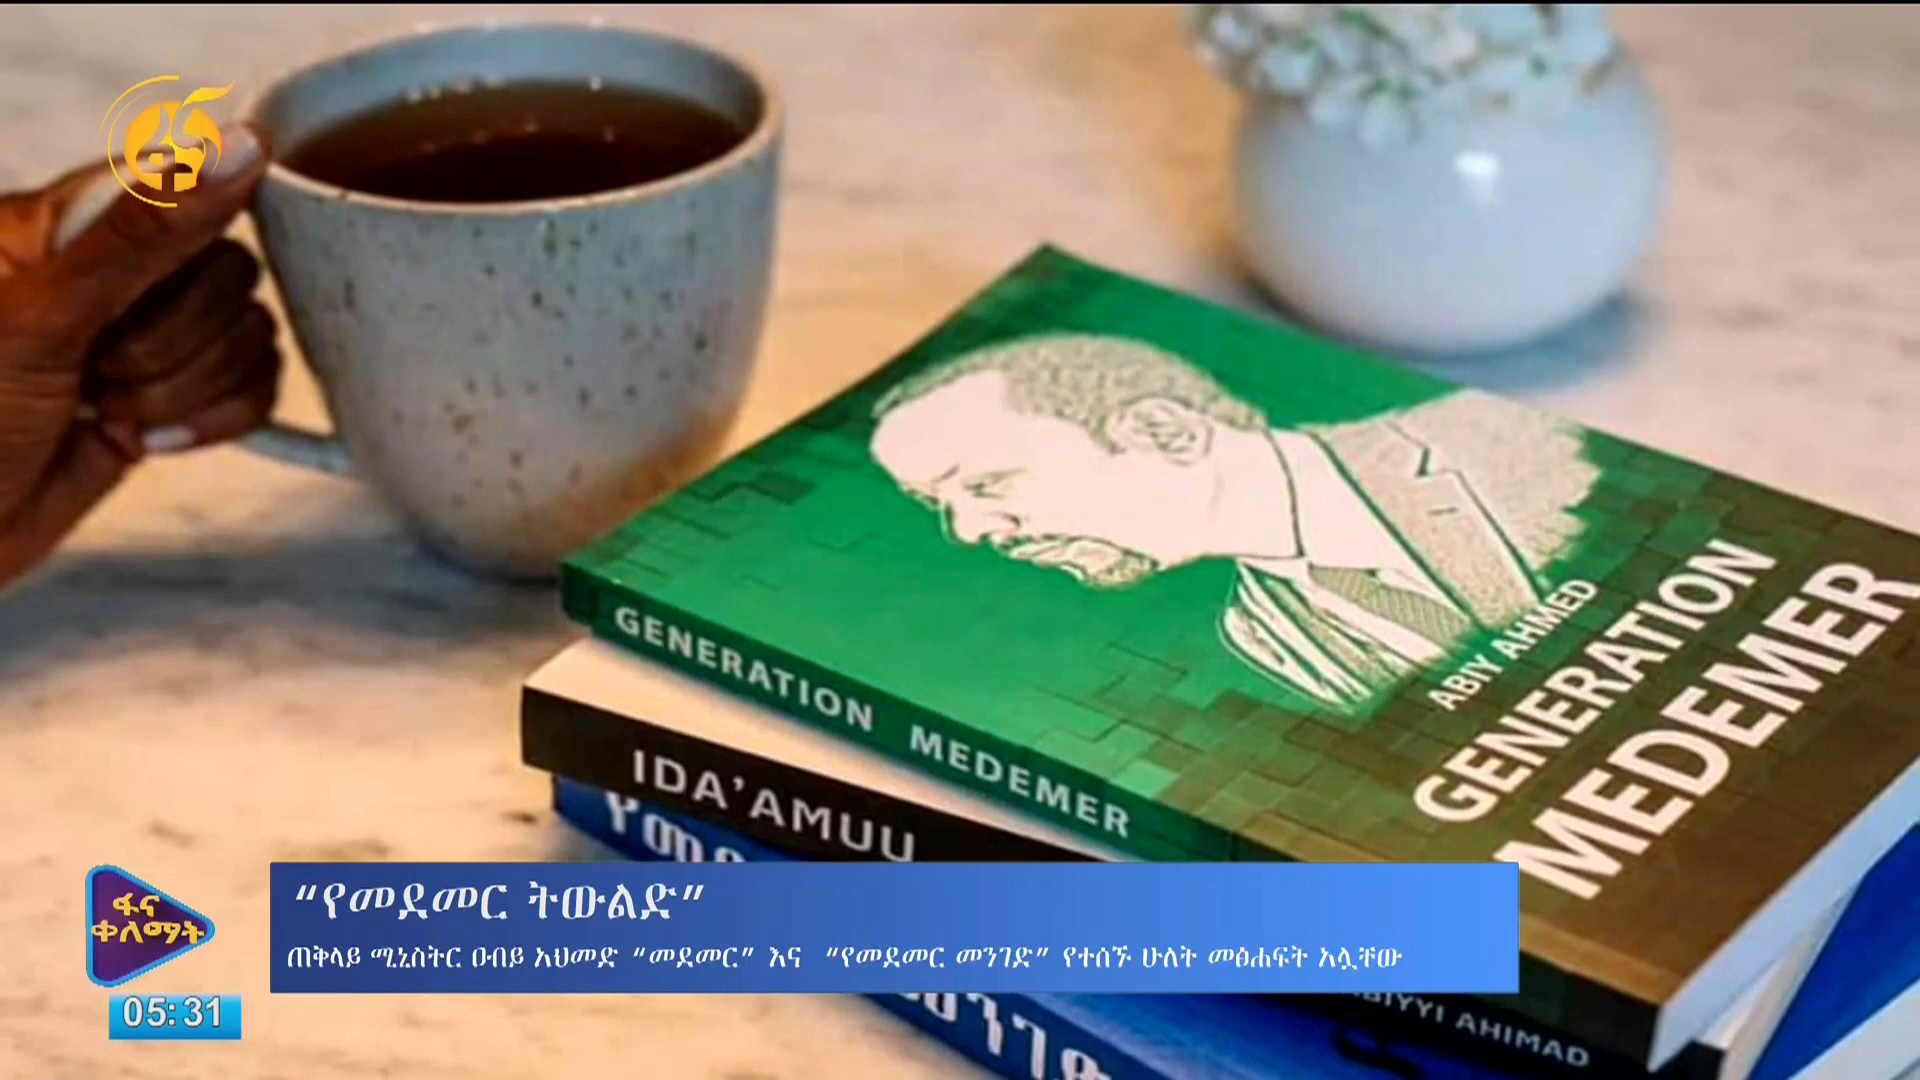 ABIY AHMED
GENERATION
MEDEMER
GENERATION MEDEMER
IDA'AMUU
ABIYYI AHIMAD
ፋና
ቀለማት
“የመደመር ትውልድ”
ጠቅላይ ሚኒስትር ዐብይ አህመድ “መደመር” እና “የመደመር መንገድ” የተሰኙ ሁለት መፅሐፍት አሏቸው
05:31